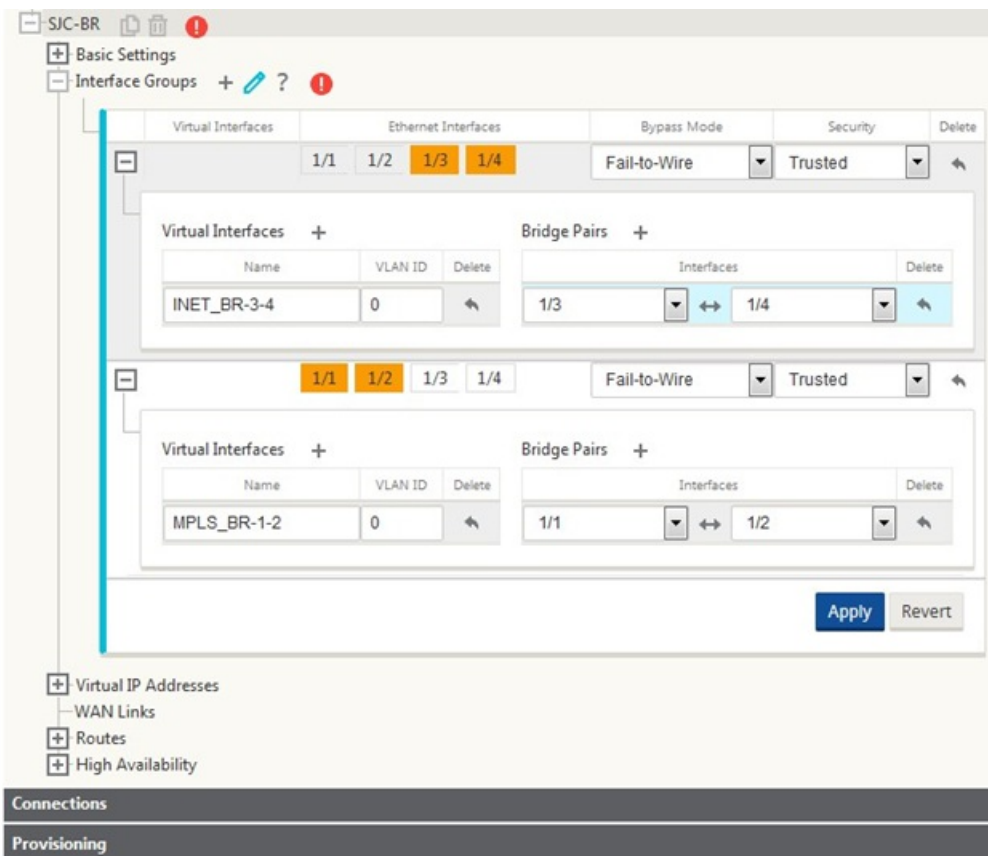 SJC-BR
Basic Settings
Interface Groups + ?
Virtual Interfaces Ethernet Interfaces Bypass Mode Security Delete
1/1 1/2 1/3 1/4 Fail-to-Wire Trusted
Virtual Interfaces + Bridge Pairs +
Name VLAN ID Delete Interfaces Delete
INET_BR-3-4 0 1/3 ↔ 1/4
1/1 1/2 1/3 1/4 Fail-to-Wire Trusted
Virtual Interfaces + Bridge Pairs +
Name VLAN ID Delete Interfaces Delete
MPLS_BR-1-2 0 1/1 ↔ 1/2
Apply Revert
Virtual IP Addresses
WAN Links
Routes
High Availability
Connections
Provisioning